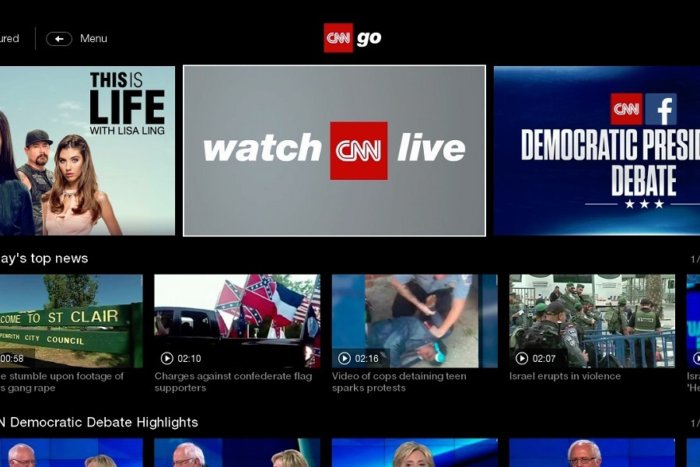 ured
Menu
CNN go
THIS IS
LIFE
WITH LISA LING
watch CNN live
CNN f
DEMOCRATIC PRESI
DEBATE
ay's top news
1/
COME TO ST CLAIR
PENRITH CITY COUNCIL
00:58
02:10
02:16
02:07
e stumble upon footage of
s gang rape
Charges against confederate flag
supporters
Video of cops detaining teen
sparks protests
Israel erupts in violence
Isra
'He
N Democratic Debate Highlights
1/